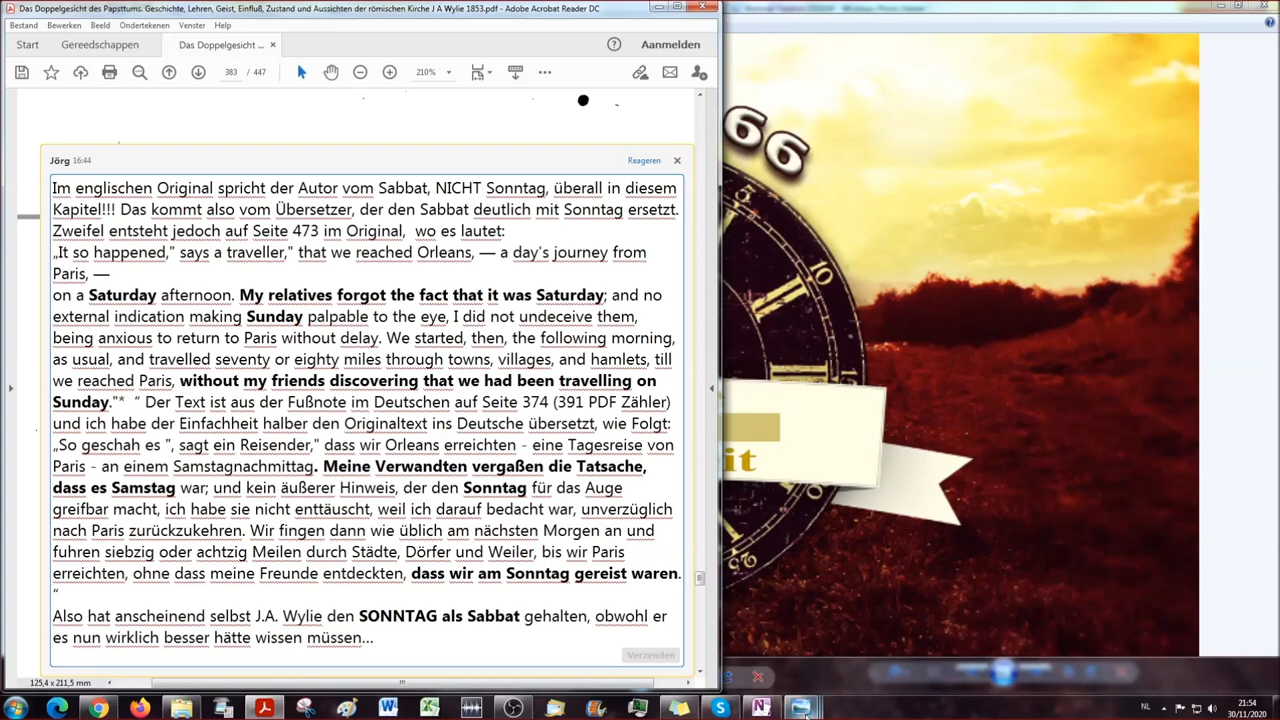 Das Doppelgesicht des Papsttums. Geschichte, Lehren, Geist, Einfluß, Zustand und Aussichten der römischen Kirche J A Wylie 1853.pdf - Adobe Acrobat Reader DC
Bestand Bewerken Beeld Ondertekenen Venster Help
Start Gereedschappen Das Doppelgesicht ... × Aanmelden
383 / 447 210%
Jörg 16:44 Reageren
Im englischen Original spricht der Autor vom Sabbat, NICHT Sonntag, überall in diesem
Kapitel!!! Das kommt also vom Übersetzer, der den Sabbat deutlich mit Sonntag ersetzt.
Zweifel entsteht jedoch auf Seite 473 im Original, wo es lautet:
„It so happened," says a traveller," that we reached Orleans, — a day's journey from
Paris, —
on a Saturday afternoon. My relatives forgot the fact that it was Saturday; and no
external indication making Sunday palpable to the eye, I did not undeceive them,
being anxious to return to Paris without delay. We started, then, the following morning,
as usual, and travelled seventy or eighty miles through towns, villages, and hamlets, till
we reached Paris, without my friends discovering that we had been travelling on
Sunday."* “ Der Text ist aus der Fußnote im Deutschen auf Seite 374 (391 PDF Zähler)
und ich habe der Einfachheit halber den Originaltext ins Deutsche übersetzt, wie Folgt:
„So geschah es ", sagt ein Reisender," dass wir Orleans erreichten - eine Tagesreise von
Paris - an einem Samstagnachmittag. Meine Verwandten vergaßen die Tatsache,
dass es Samstag war; und kein äußerer Hinweis, der den Sonntag für das Auge
greifbar macht, ich habe sie nicht enttäuscht, weil ich darauf bedacht war, unverzüglich
nach Paris zurückzukehren. Wir fingen dann wie üblich am nächsten Morgen an und
fuhren siebzig oder achtzig Meilen durch Städte, Dörfer und Weiler, bis wir Paris
erreichten, ohne dass meine Freunde entdeckten, dass wir am Sonntag gereist waren.
“
Also hat anscheinend selbst J.A. Wylie den SONNTAG als Sabbat gehalten, obwohl er
es nun wirklich besser hätte wissen müssen...
Verzenden
125,4 x 211,5 mm
66
5
10
it
25
NL 21:54
30/11/2020